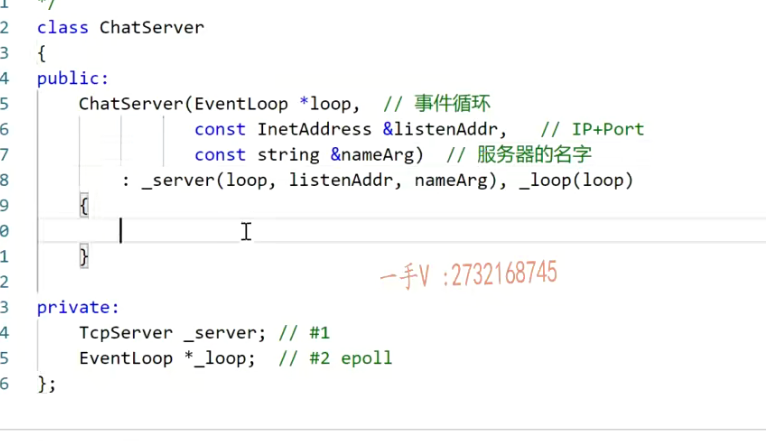 1 */
2 class ChatServer
3 {
4 public:
5 ChatServer(EventLoop *loop, // 事件循环
6 const InetAddress &listenAddr, // IP+Port
7 const string &nameArg) // 服务器的名字
8 : _server(loop, listenAddr, nameArg), _loop(loop)
9 {
0
1 }
2
3 private:
4 TcpServer _server; // #1
5 EventLoop *_loop; // #2 epoll
6 };
一手V :2732168745